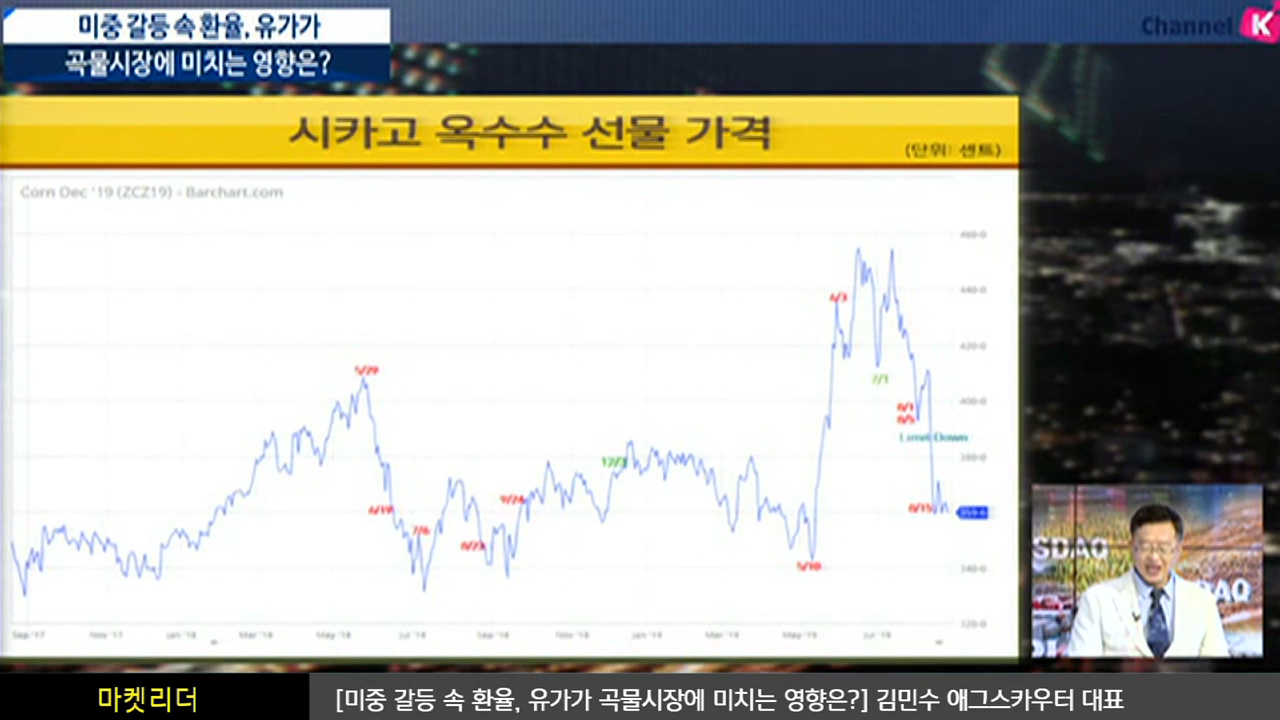 미중 갈등 속 환율, 유가가
곡물시장에 미치는 영향은?
Channel K
시카고 옥수수 선물 가격
(단위: 센트)
Corn Dec '19 (ZCZ19) - Barchart.com
460-0
440-0
420-0
400-0
380-0
359-6
340-0
320-0
6/3
5/29
7/1
8/1
8/5
Limit Down
12/3
9/24
6/19
7/6
8/23
8/15
5/10
Sep '17 Nov '17 Jan '18 Mar '18 May '18 Jul '18 Sep '18 Nov '18 Jan '19 Mar '19 May '19 Jul '19
SDAQ
DAQ
마켓리더
[미중 갈등 속 환율, 유가가 곡물시장에 미치는 영향은?] 김민수 애그스카우터 대표